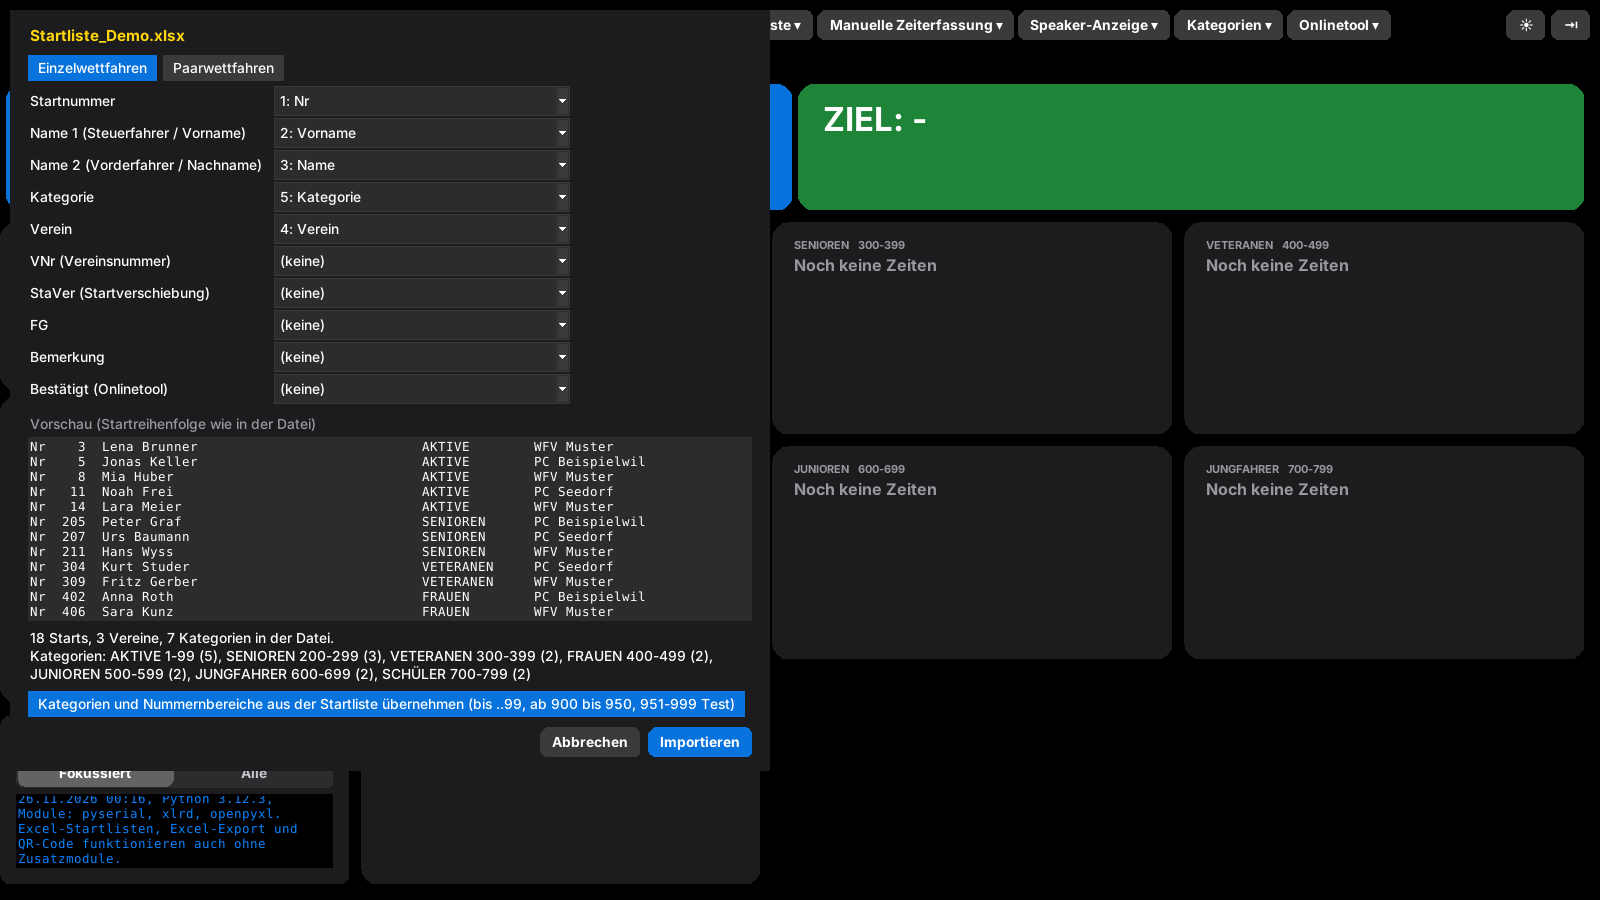 Startliste_Demo.xlsx
ste ▾
Manuelle Zeiterfassung ▾
Speaker-Anzeige ▾
Kategorien ▾
Onlinetool ▾
Einzelwettfahren
Paarwettfahren
Startnummer
1: Nr
Name 1 (Steuerfahrer / Vorname)
2: Vorname
Name 2 (Vorderfahrer / Nachname)
3: Name
Kategorie
5: Kategorie
Verein
4: Verein
VNr (Vereinsnummer)
(keine)
StaVer (Startverschiebung)
(keine)
FG
(keine)
Bemerkung
(keine)
Bestätigt (Onlinetool)
(keine)
Vorschau (Startreihenfolge wie in der Datei)
Nr 3 Lena Brunner AKTIVE WFV Muster
Nr 5 Jonas Keller AKTIVE PC Beispielwil
Nr 8 Mia Huber AKTIVE WFV Muster
Nr 11 Noah Frei AKTIVE PC Seedorf
Nr 14 Lara Meier AKTIVE WFV Muster
Nr 205 Peter Graf SENIOREN PC Beispielwil
Nr 207 Urs Baumann SENIOREN PC Seedorf
Nr 211 Hans Wyss SENIOREN WFV Muster
Nr 304 Kurt Studer VETERANEN PC Seedorf
Nr 309 Fritz Gerber VETERANEN WFV Muster
Nr 402 Anna Roth FRAUEN PC Beispielwil
Nr 406 Sara Kunz FRAUEN WFV Muster
18 Starts, 3 Vereine, 7 Kategorien in der Datei.
Kategorien: AKTIVE 1-99 (5), SENIOREN 200-299 (3), VETERANEN 300-399 (2), FRAUEN 400-499 (2),
JUNIOREN 500-599 (2), JUNGFAHRER 600-699 (2), SCHÜLER 700-799 (2)
Kategorien und Nummernbereiche aus der Startliste übernehmen (bis ..99, ab 900 bis 950, 951-999 Test)
Abbrechen
Importieren
ZIEL: -
SENIOREN 300-399
Noch keine Zeiten
VETERANEN 400-499
Noch keine Zeiten
JUNIOREN 600-699
Noch keine Zeiten
JUNGFAHRER 700-799
Noch keine Zeiten
Fokussiert
Alle
26.11.2026 00:16, Python 3.12.3,
Module: pyserial, xlrd, openpyxl.
Excel-Startlisten, Excel-Export und
QR-Code funktionieren auch ohne
Zusatzmodule.